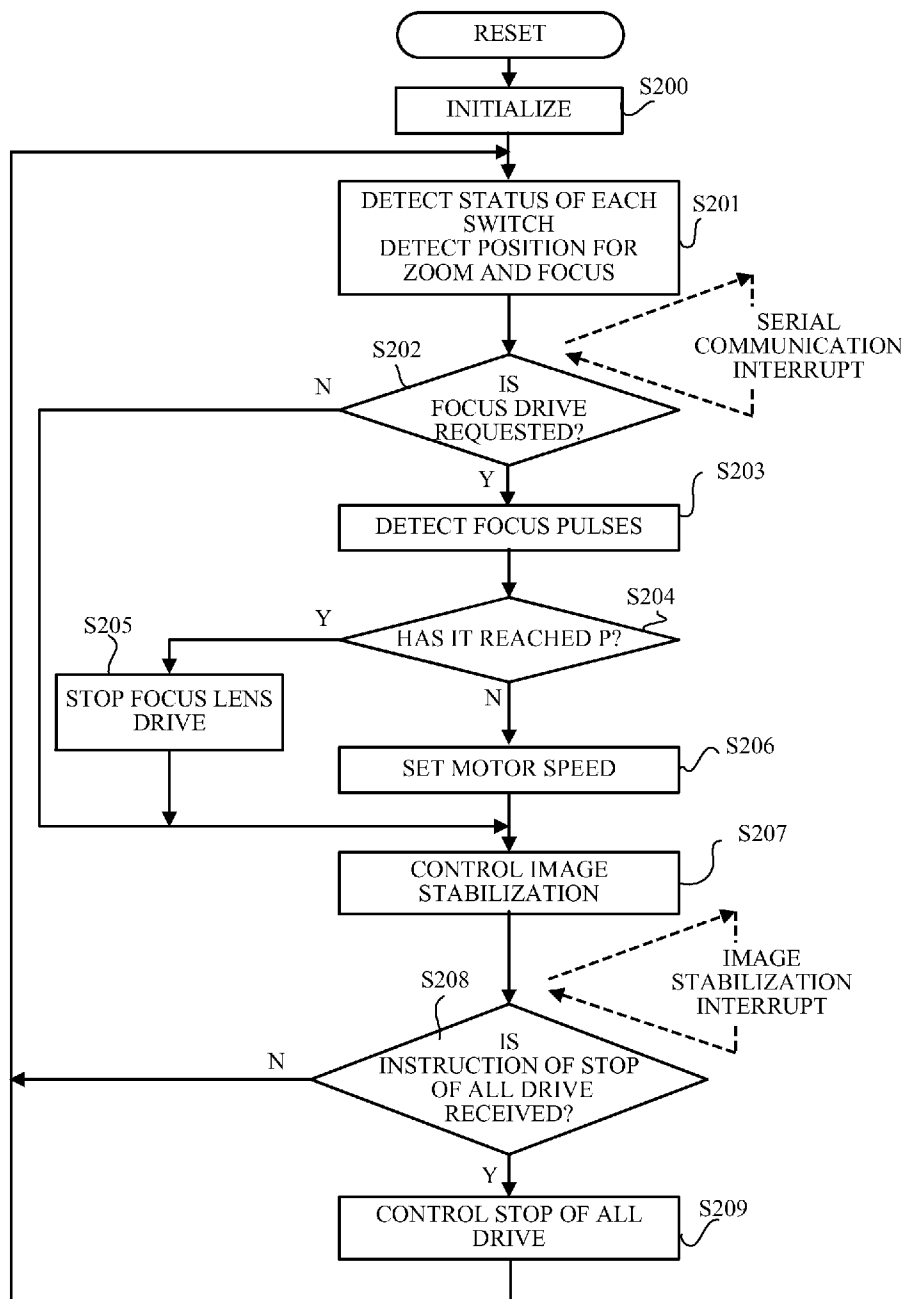 RESET
S200
INITIALIZE
S201
DETECT STATUS OF EACH
SWITCH
DETECT POSITION FOR
ZOOM AND FOCUS
SERIAL
COMMUNICATION
INTERRUPT
S202
N
IS
FOCUS DRIVE
REQUESTED?
Y
S203
DETECT FOCUS PULSES
S204
HAS IT REACHED P?
Y
S205
STOP FOCUS LENS
DRIVE
N
S206
SET MOTOR SPEED
S207
CONTROL IMAGE
STABILIZATION
IMAGE
STABILIZATION
INTERRUPT
S208
N
IS
INSTRUCTION OF STOP
OF ALL DRIVE
RECEIVED?
Y
S209
CONTROL STOP OF ALL
DRIVE